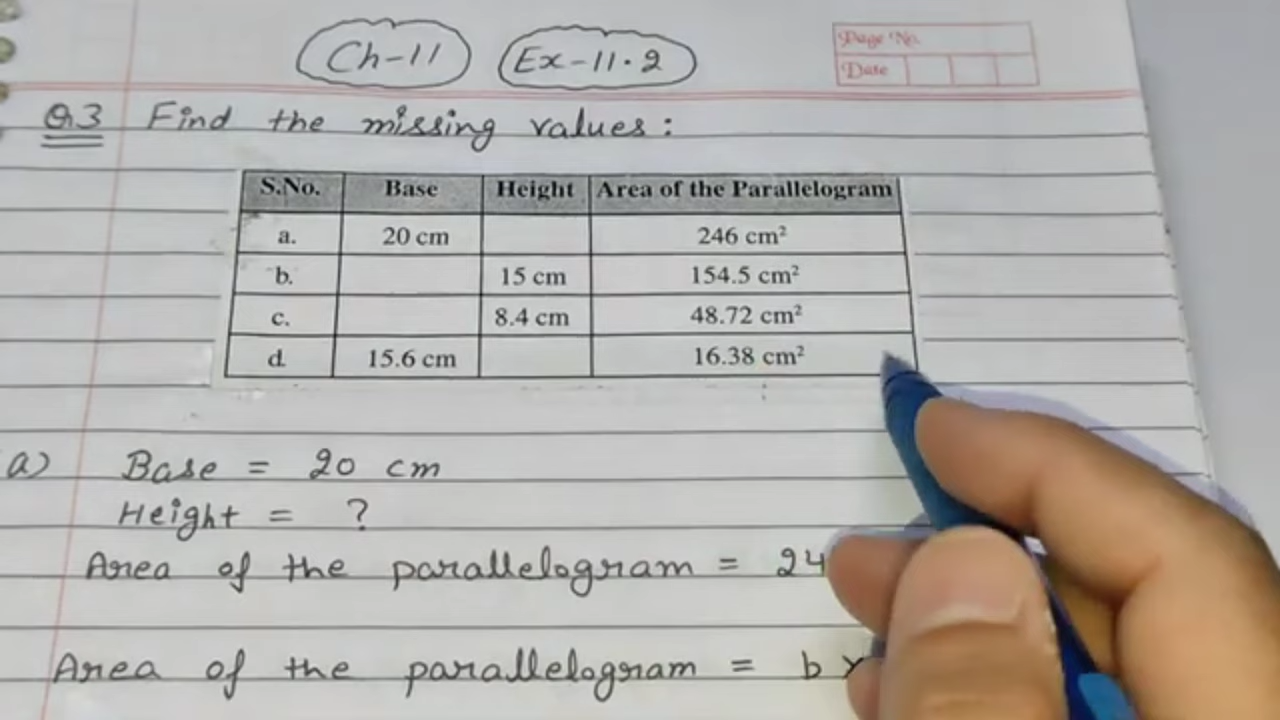 Ch-11 Ex-11.2
Page No.
Date
Q.3 Find the missing values:
S.No. Base Height Area of the Parallelogram
a. 20 cm 246 cm²
b. 15 cm 154.5 cm²
c. 8.4 cm 48.72 cm²
d. 15.6 cm 16.38 cm²
a) Base = 20 cm
Height = ?
Area of the parallelogram = 24
Area of the parallelogram = b ×